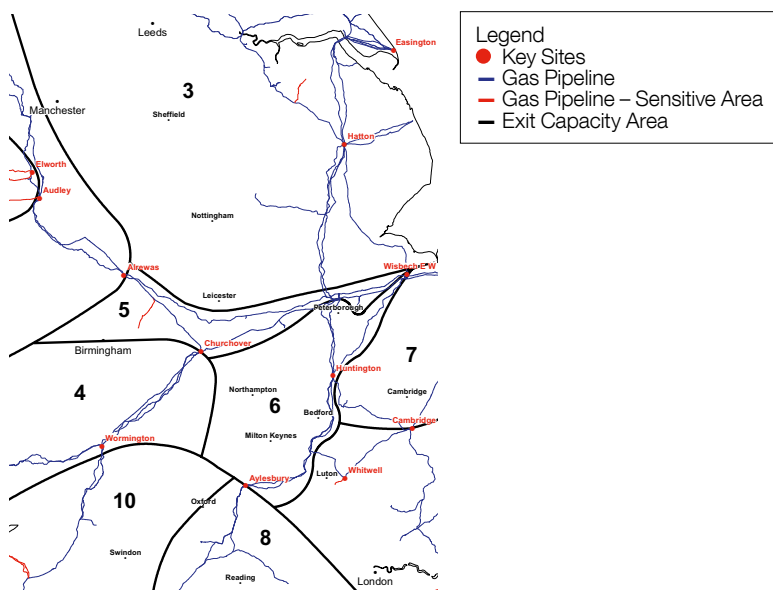 Leeds
Easington
3
Manchester
Sheffield
Hatton
Elworth
Audley
Nottingham
Alrewas
Wisbech E W
Leicester
5
Peterborough
Birmingham
Churchover
7
Huntington
4
Northampton
6
Cambridge
Bedford
Cambridge
Wormington
Milton Keynes
Aylesbury
Luton
Whitwell
10
Oxford
8
Swindon
Reading
London
Legend
Key Sites
Gas Pipeline
Gas Pipeline – Sensitive Area
Exit Capacity Area